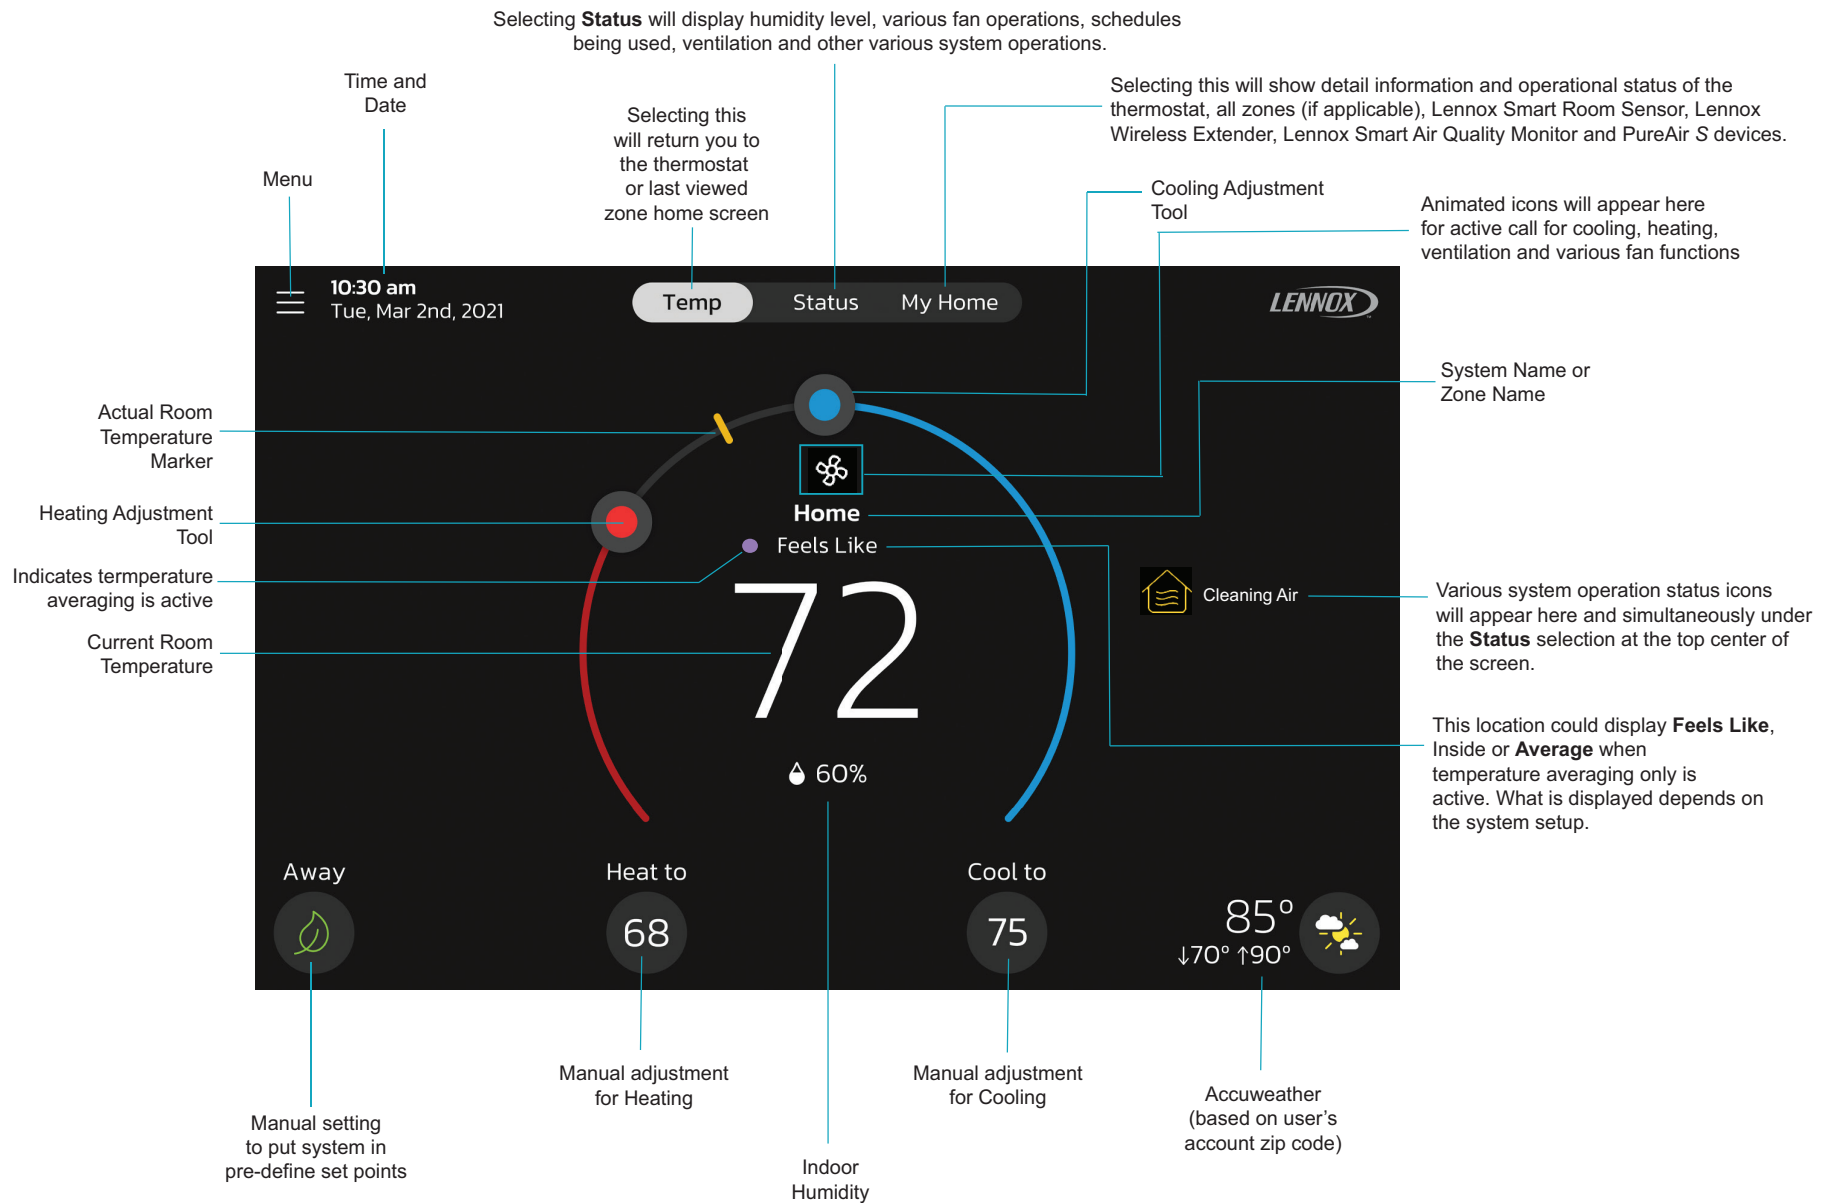 Selecting Status will display humidity level, various fan operations, schedules
being used, ventilation and other various system operations.
Time and
Date
Selecting this will show detail information and operational status of the
thermostat, all zones (if applicable), Lennox Smart Room Sensor, Lennox
Wireless Extender, Lennox Smart Air Quality Monitor and PureAir S devices.
Selecting this
will return you to
the thermostat
or last viewed
zone home screen
Menu
Cooling Adjustment
Tool
Animated icons will appear here
for active call for cooling, heating,
ventilation and various fan functions
10:30 am
Tue, Mar 2nd, 2021
Temp
Status
My Home
LENNOX
™
System Name or
Zone Name
Actual Room
Temperature
Marker
Heating Adjustment
Tool
Home
Feels Like
Indicates termperature
averaging is active
72
Cleaning Air
Various system operation status icons
will appear here and simultaneously under
the Status selection at the top center of
the screen.
Current Room
Temperature
This location could display Feels Like,
Inside or Average when
temperature averaging only is
active. What is displayed depends on
the system setup.
60%
Away
Heat to
68
Cool to
75
85°
↓70° ↑90°
Manual adjustment
for Heating
Manual adjustment
for Cooling
Accuweather
(based on user's
account zip code)
Manual setting
to put system in
pre-define set points
Indoor
Humidity